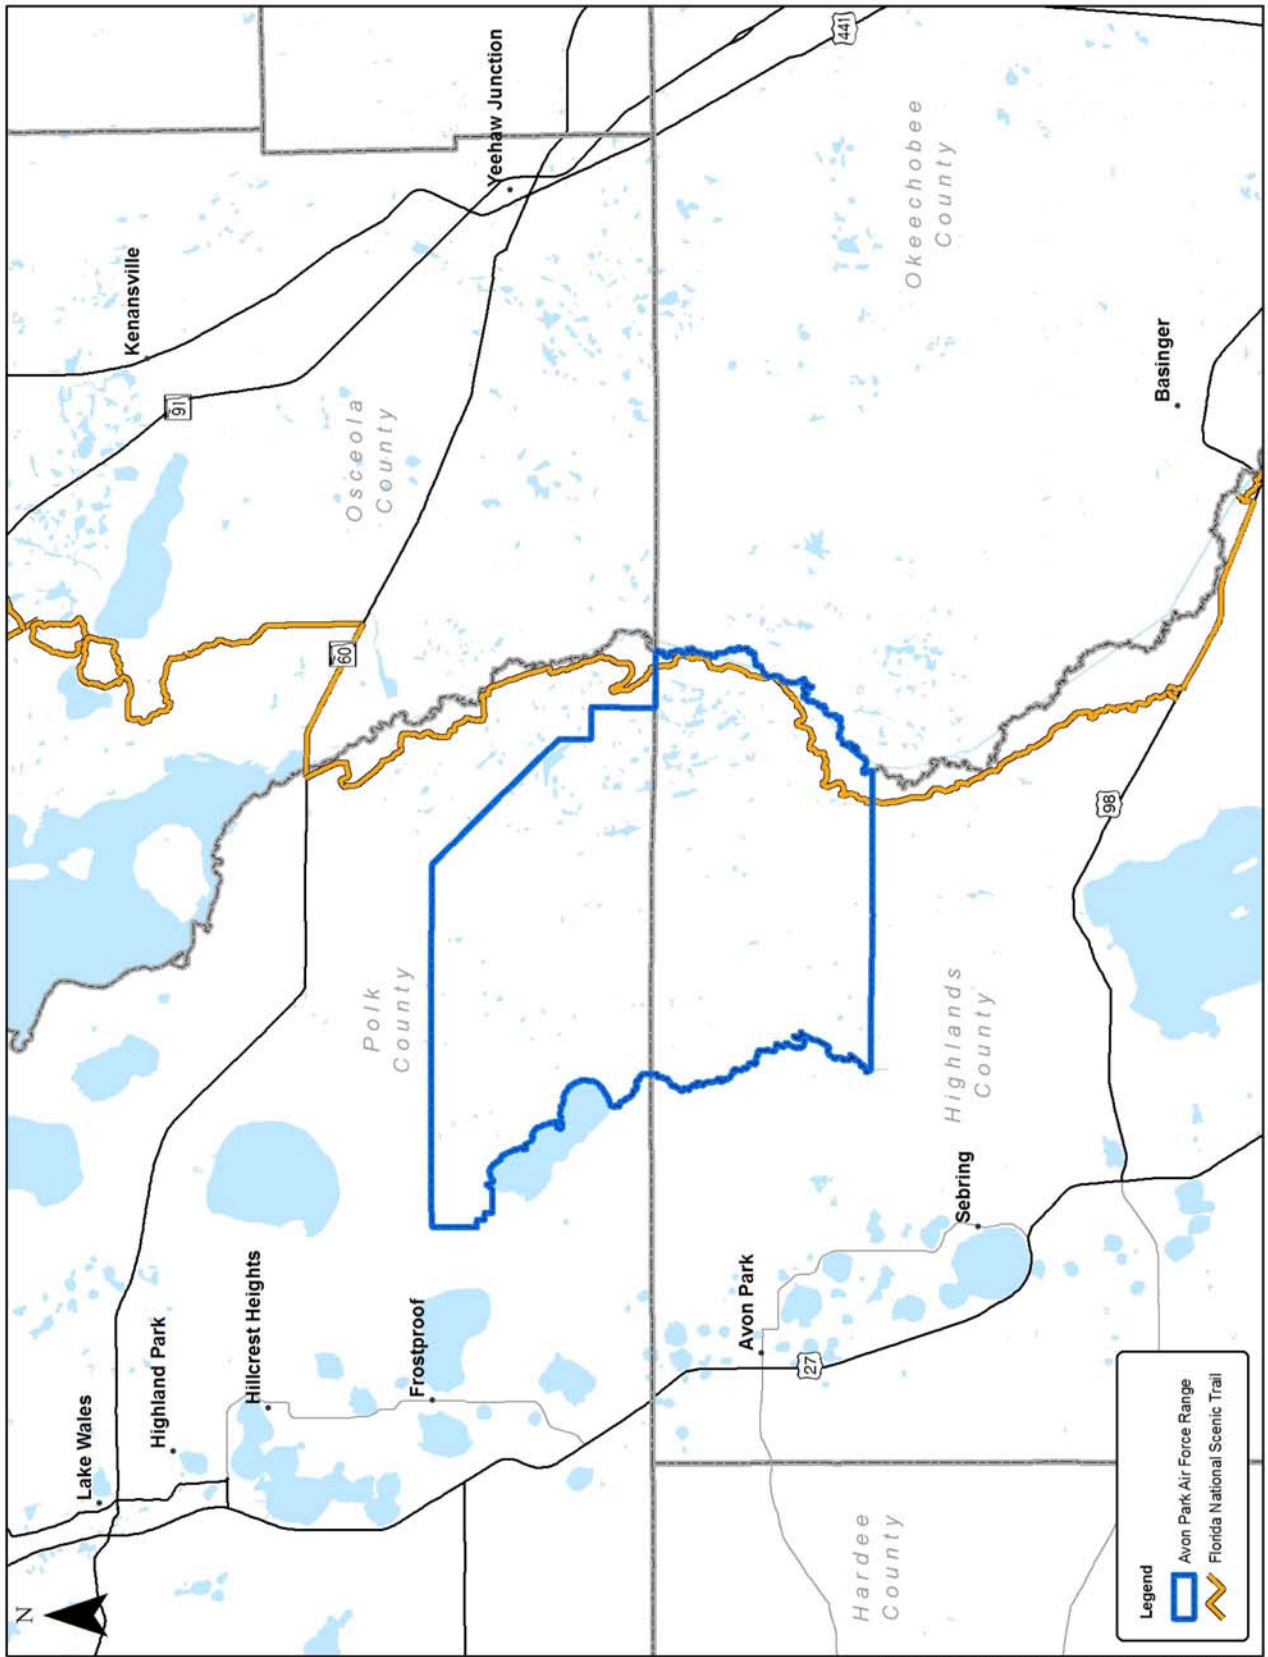 N
Lake Wales
Highland Park
Hillcrest Heights
Frostproof
Avon Park
Sebring
Kenansville
Yeehaw Junction
Basinger
Polk
County
Osceola
County
Hardee
County
Highlands
County
Okeechobee
County
91
60
441
27
98
Legend
Avon Park Air Force Range
Florida National Scenic Trail